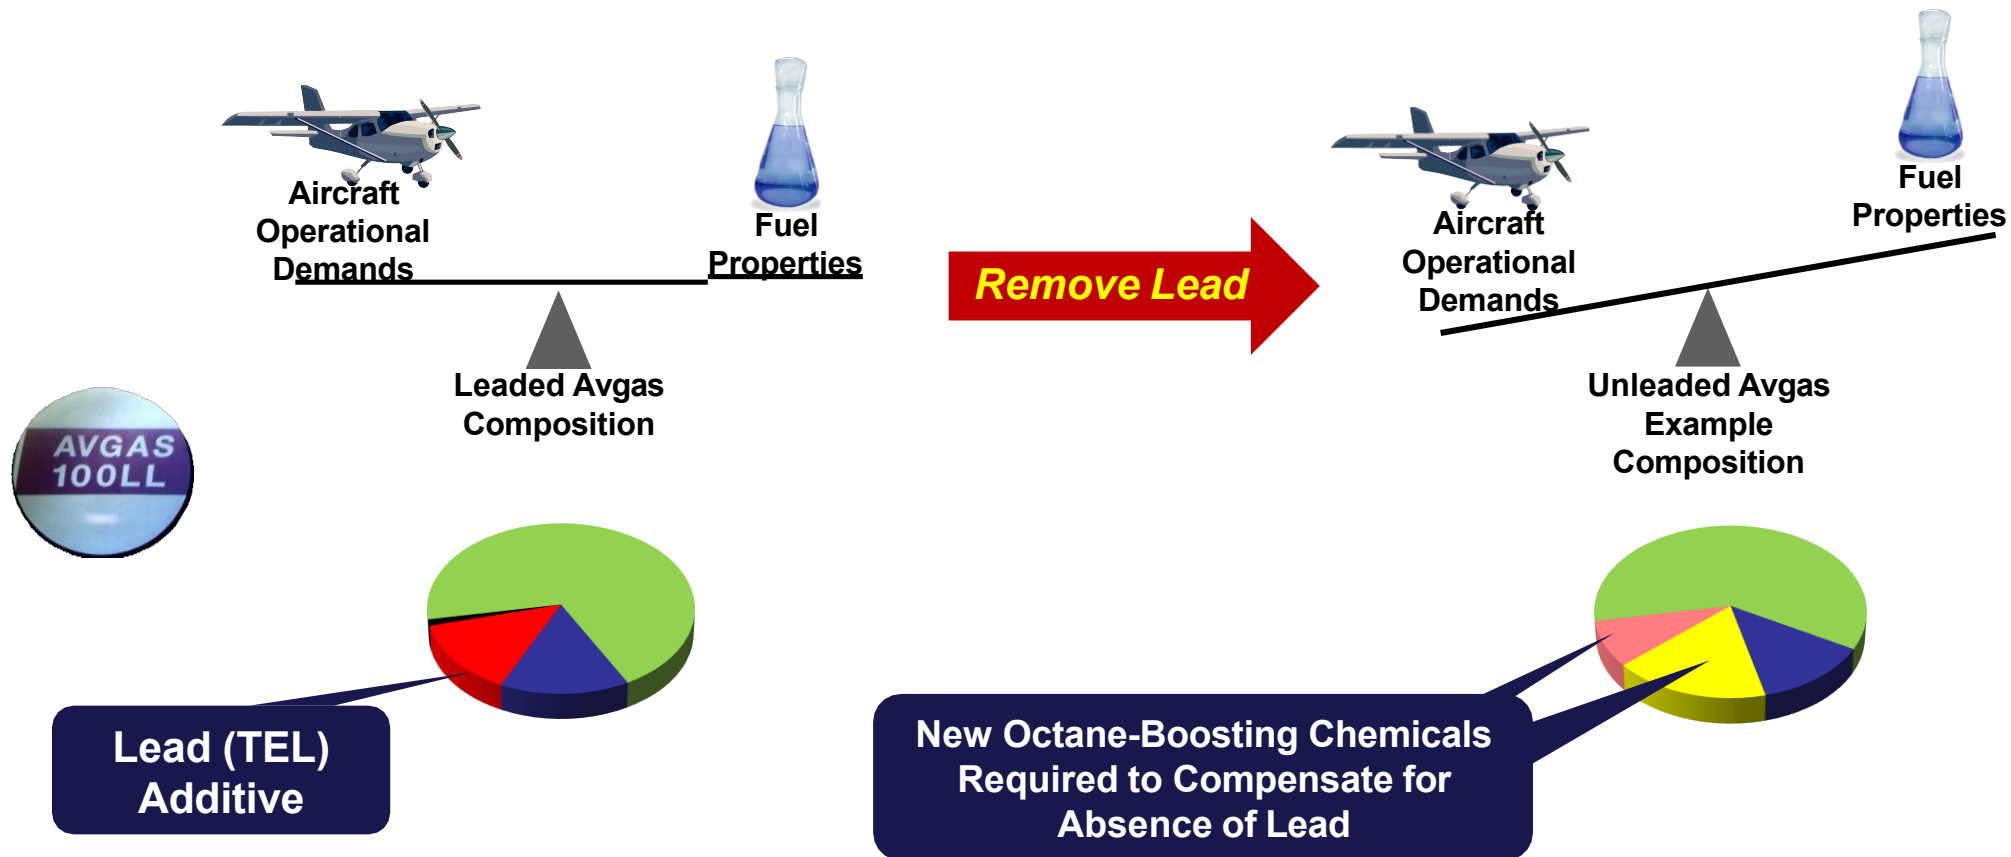 Aircraft
Operational
Demands
Fuel
Properties
Leaded Avgas
Composition
AVGAS
100LL
Lead (TEL)
Additive
Remove Lead
Aircraft
Operational
Demands
Fuel
Properties
Unleaded Avgas
Example
Composition
New Octane-Boosting Chemicals
Required to Compensate for
Absence of Lead